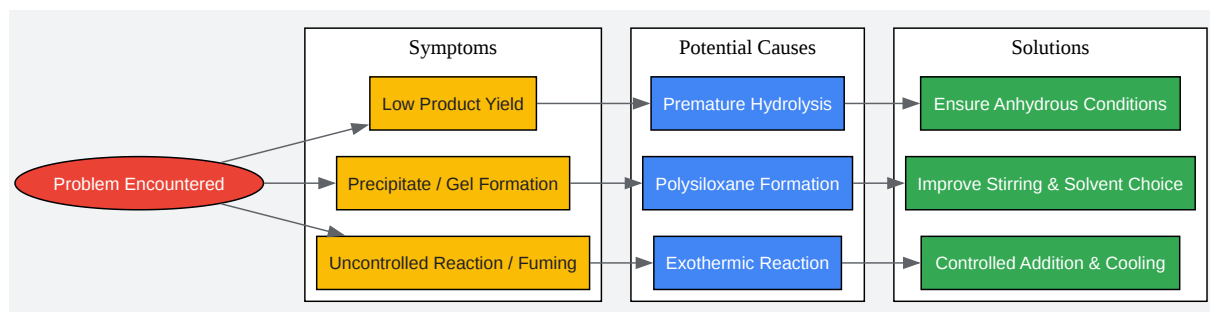 Symptoms
Potential Causes
Solutions
Low Product Yield
Premature Hydrolysis
Ensure Anhydrous Conditions
Problem Encountered
Precipitate / Gel Formation
Polysiloxane Formation
Improve Stirring & Solvent Choice
Uncontrolled Reaction / Fuming
Exothermic Reaction
Controlled Addition & Cooling